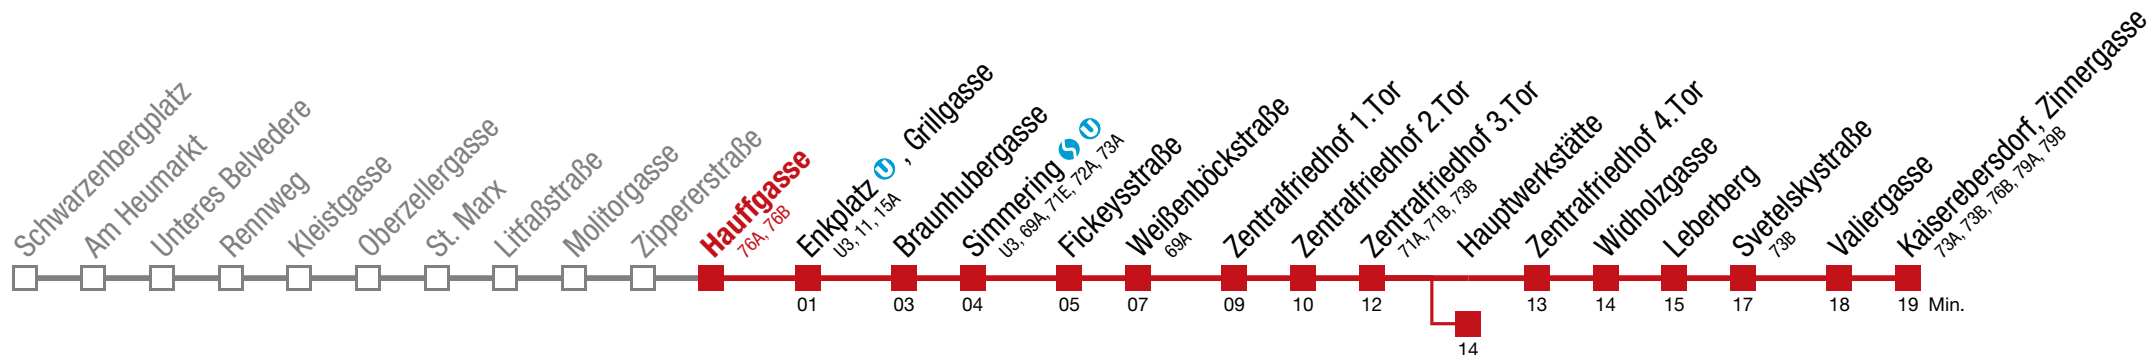 Schwarzenbergplatz
Am Heumarkt
Unteres Belvedere
Rennweg
Kleistgasse
Oberzellergasse
St. Marx
Litfaßstraße
Molitorgasse
Zippererstraße
Hauffgasse
76A, 76B
Enkplatz U, Grillgasse
U3, 11, 15A
Braunhubergasse
Simmering S U
U3, 69A, 71E, 72A, 73A
Fickeysstraße
Weißenböckstraße
69A
Zentralfriedhof 1.Tor
Zentralfriedhof 2.Tor
Zentralfriedhof 3.Tor
71A, 71B, 73B
Hauptwerkstätte
Zentralfriedhof 4.Tor
Widholzgasse
Leberberg
Svetelskystraße
73B
Valiergasse
Kaiserebersdorf, Zinnergasse
73A, 73B, 76B, 79A, 79B
01 03 04 05 07 09 10 12 13 14 15 17 18 19 Min.
14